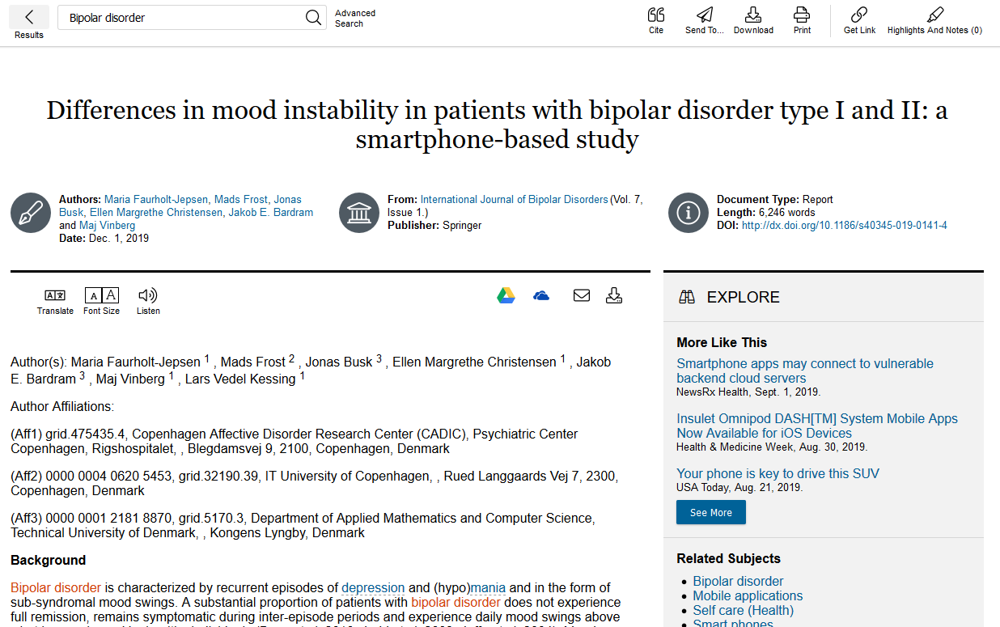 Results
Bipolar disorder
Advanced
Search
Cite
Send To...
Download
Print
Get Link
Highlights And Notes (0)
Differences in mood instability in patients with bipolar disorder type I and II: a
smartphone-based study
Authors: Maria Faurholt-Jepsen, Mads Frost, Jonas
Busk, Ellen Margrethe Christensen, Jakob E. Bardram
and Maj Vinberg
Date: Dec. 1, 2019
From: International Journal of Bipolar Disorders (Vol. 7,
Issue 1.)
Publisher: Springer
Document Type: Report
Length: 6,246 words
DOI: http://dx.doi.org/10.1186/s40345-019-0141-4
Translate
Font Size
Listen
Author(s): Maria Faurholt-Jepsen 1 , Mads Frost 2 , Jonas Busk 3 , Ellen Margrethe Christensen 1 , Jakob
E. Bardram 3 , Maj Vinberg 1 , Lars Vedel Kessing 1
Author Affiliations:
(Aff1) grid.475435.4, Copenhagen Affective Disorder Research Center (CADIC), Psychiatric Center
Copenhagen, Rigshospitalet, , Blegdamsvej 9, 2100, Copenhagen, Denmark
(Aff2) 0000 0004 0620 5453, grid.32190.39, IT University of Copenhagen, , Rued Langgaards Vej 7, 2300,
Copenhagen, Denmark
(Aff3) 0000 0001 2181 8870, grid.5170.3, Department of Applied Mathematics and Computer Science,
Technical University of Denmark, , Kongens Lyngby, Denmark
Background
Bipolar disorder is characterized by recurrent episodes of depression and (hypo)mania and in the form of
sub-syndromal mood swings. A substantial proportion of patients with bipolar disorder does not experience
full remission, remains symptomatic during inter-episode periods and experience daily mood swings above
EXPLORE
More Like This
Smartphone apps may connect to vulnerable
backend cloud servers
NewsRx Health, Sept. 1, 2019.
Insulet Omnipod DASH[TM] System Mobile Apps
Now Available for iOS Devices
Health & Medicine Week, Aug. 30, 2019.
Your phone is key to drive this SUV
USA Today, Aug. 21, 2019.
See More
Related Subjects
Bipolar disorder
Mobile applications
Self care (Health)
Smart phones